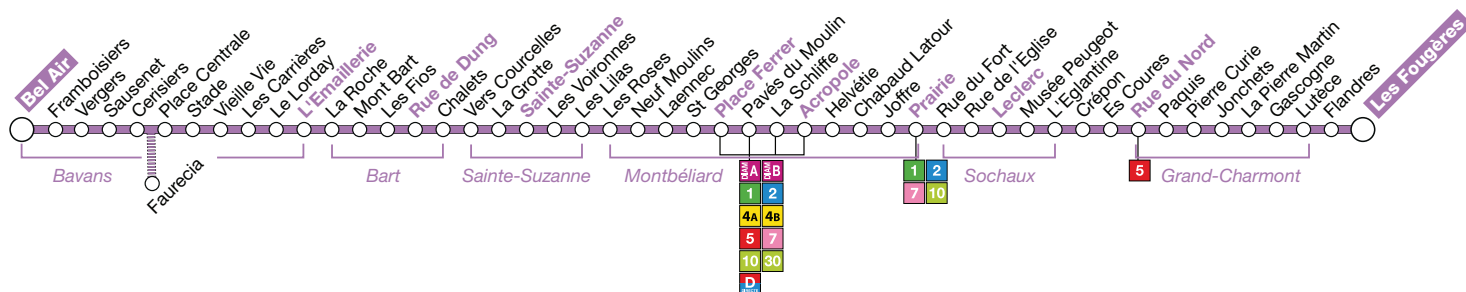 Bel Air
Framboisiers
Vergers
Saussenet
Cerisiers
Place Centrale
Stade
Vieille Vie
Les Carrières
Le Lorday
L'Emaillerie
La Roche
Mont Bart
Les Fios
Rue de Dung
Chalets
Vers Courcelles
La Grotte
Sainte-Suzanne
Les Voironnes
Les Lilas
Les Roses
Neuf Moulins
Laennec
St Georges
Place Ferrer
Pavés du Moulin
La Schliffe
Acropole
Helvétie
Chabaud Latour
Joffre
Prairie
Rue du Fort
Rue de l'Eglise
Leclerc
Musée Peugeot
L'Eglantine
Crépon
Es Coures
Rue du Nord
Paquis
Pierre Curie
Jonchets
La Pierre Martin
Gascogne
Lutèce
Flandres
Les Fougères
Faurecia
Bavans
Bart
Sainte-Suzanne
Montbéliard
Sochaux
Grand-Charmont
DIAM A DIAM B
1 2
4A 4B
5 7
10 30
D
1 2
7 10
5